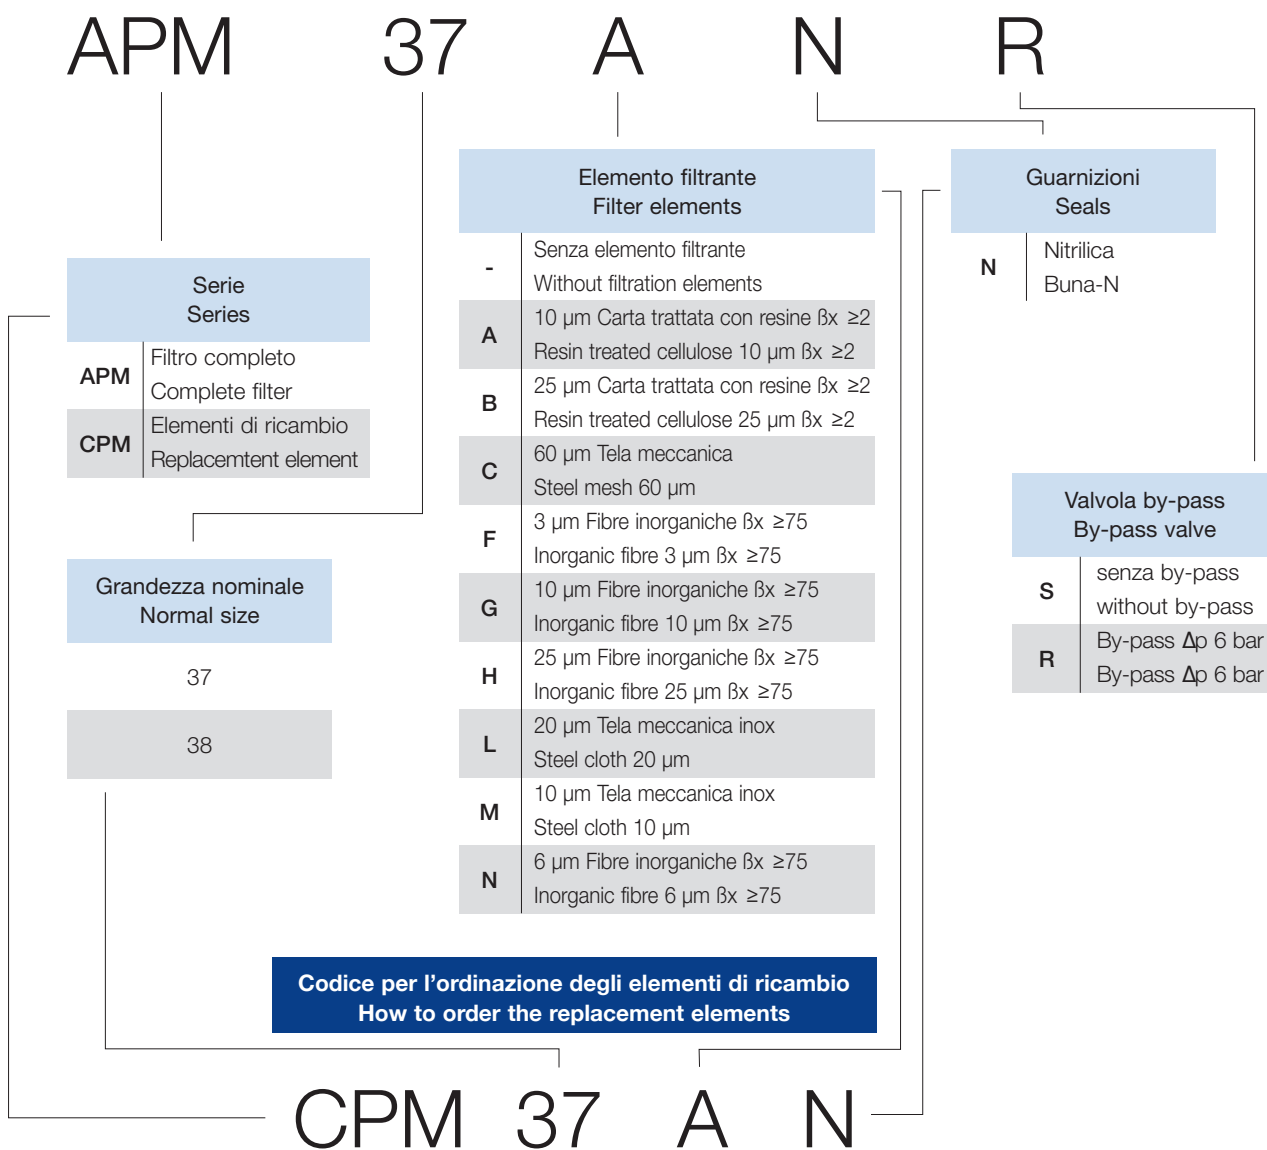 APM 37 A N R
Elemento filtrante
Filter elements
-
Senza elemento filtrante
Without filtration elements
A
10 µm Carta trattata con resine ßx ≥2
Resin treated cellulose 10 µm ßx ≥2
B
25 µm Carta trattata con resine ßx ≥2
Resin treated cellulose 25 µm ßx ≥2
C
60 µm Tela meccanica
Steel mesh 60 µm
F
3 µm Fibre inorganiche ßx ≥75
Inorganic fibre 3 µm ßx ≥75
G
10 µm Fibre inorganiche ßx ≥75
Inorganic fibre 10 µm ßx ≥75
H
25 µm Fibre inorganiche ßx ≥75
Inorganic fibre 25 µm ßx ≥75
L
20 µm Tela meccanica inox
Steel cloth 20 µm
M
10 µm Tela meccanica inox
Steel cloth 10 µm
N
6 µm Fibre inorganiche ßx ≥75
Inorganic fibre 6 µm ßx ≥75
Guarnizioni
Seals
N
Nitrilica
Buna-N
Serie
Series
APM
Filtro completo
Complete filter
CPM
Elementi di ricambio
Replacemtent element
Grandezza nominale
Normal size
37
38
Valvola by-pass
By-pass valve
S
senza by-pass
without by-pass
R
By-pass Δp 6 bar
By-pass Δp 6 bar
Codice per l’ordinazione degli elementi di ricambio
How to order the replacement elements
CPM 37 A N